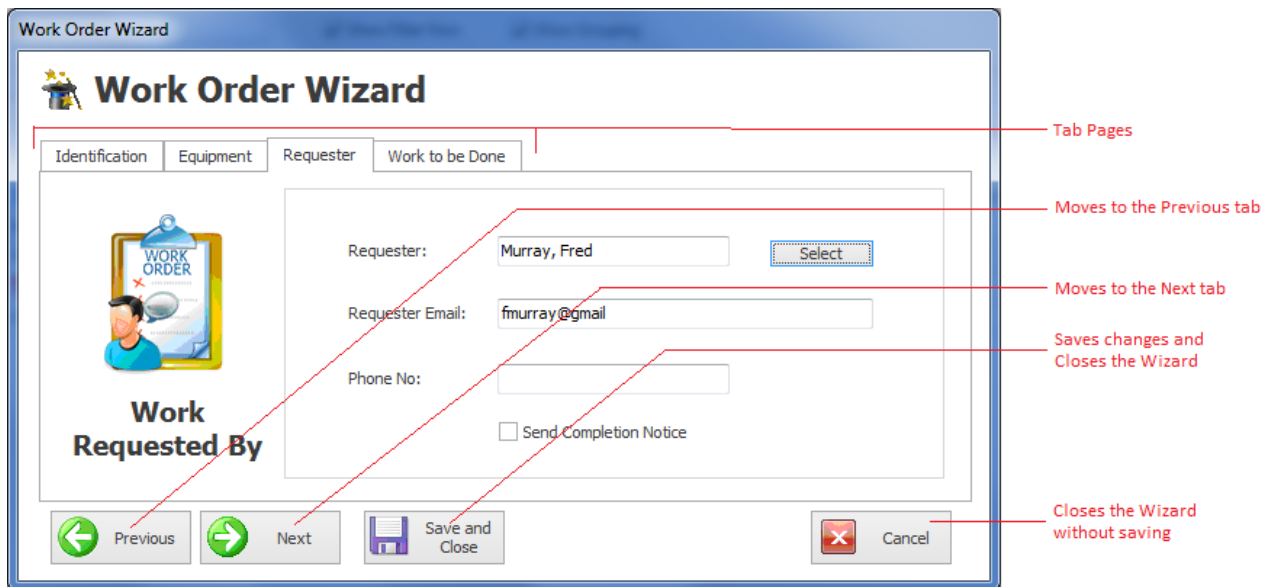 Work Order Wizard
Work Order Wizard
Tab Pages
Identification
Equipment
Requester
Work to be Done
Moves to the Previous tab
WORK
ORDER
Requester:
Murray, Fred
Select
Moves to the Next tab
Requester Email:
fmurray@gmail
Saves changes and
Closes the Wizard
Phone No:
Work
Requested By
Send Completion Notice
Closes the Wizard
without saving
Previous
Next
Save and
Close
Cancel